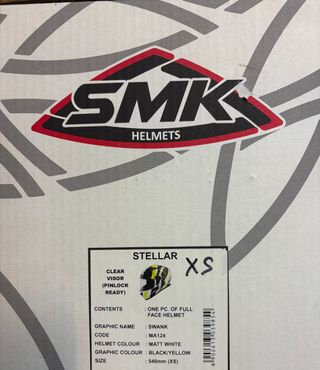 SMK
HELMETS
STELLAR
XS
CLEAR
VISOR
(PINLOCK
READY)
CONTENTS : ONE PC. OF FULL
FACE HELMET
GRAPHIC NAME : SWANK
CODE : MA124
HELMET COLOUR : MATT WHITE
GRAPHIC COLOUR : BLACK/YELLOW
SIZE : 540mm (XS)